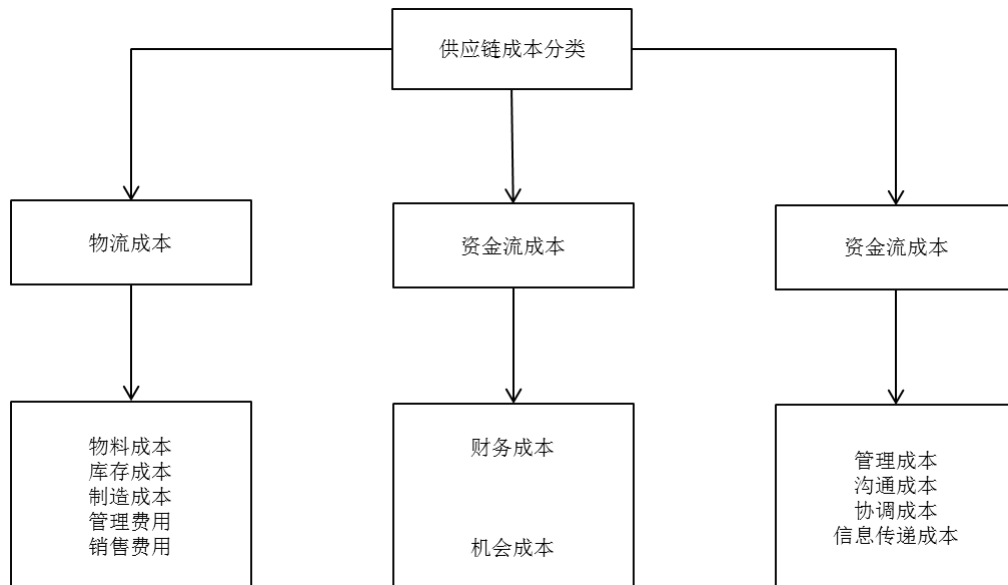 供应链成本分类
物流成本
资金流成本
资金流成本
物料成本
库存成本
制造成本
管理费用
销售费用
财务成本
机会成本
管理成本
沟通成本
协调成本
信息传递成本